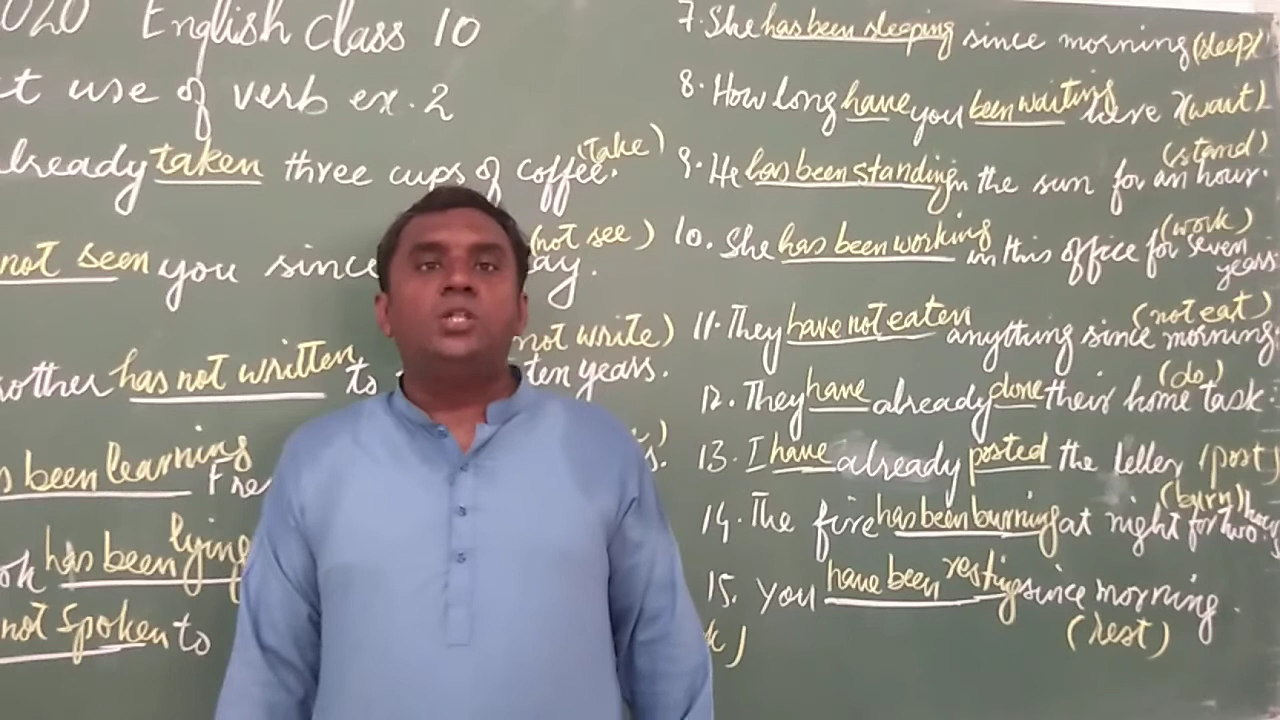 2020 English Class 10
t use of verb ex. 2
lready taken three cups of coffee. (Take)
not seen you since ay. (not see)
rother has not written to ten years. not write)
s been learning Fre s.
ok has been lying
not spoken to
k)
7. She has been sleeping since morning (sleep)
8. How long have you been waiting here (wait)
9. He has been standing in the sun for an hour. (stand)
10. She has been working in this office for seven years (work)
11. They have not eaten anything since morning. (not eat)
12. They have already done their home task. (do)
13. I have already posted the letter (post)
14. The fire has been burning at night for two (burn)
15. you have been resting since morning.
(rest)